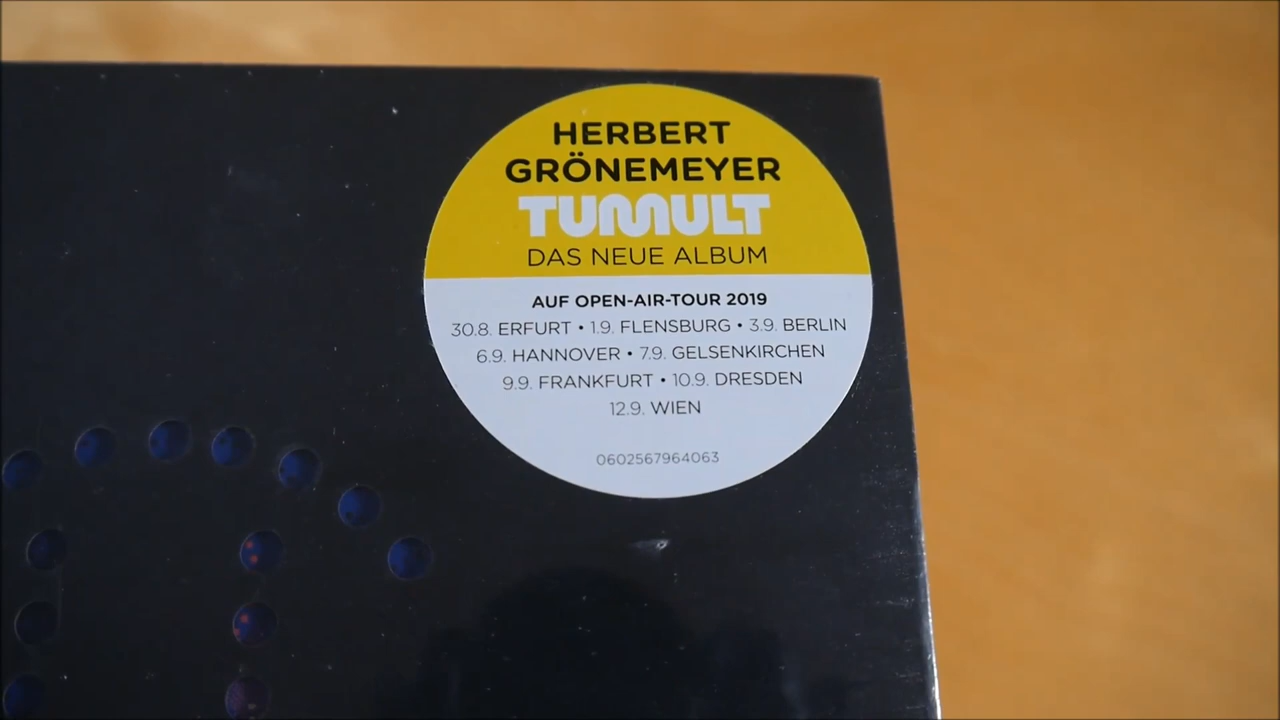 HERBERT
GRÖNEMEYER
TUMULT
DAS NEUE ALBUM
AUF OPEN-AIR-TOUR 2019
30.8. ERFURT • 1.9. FLENSBURG • 3.9. BERLIN
6.9. HANNOVER • 7.9. GELSENKIRCHEN
9.9. FRANKFURT • 10.9. DRESDEN
12.9. WIEN
0602567964063